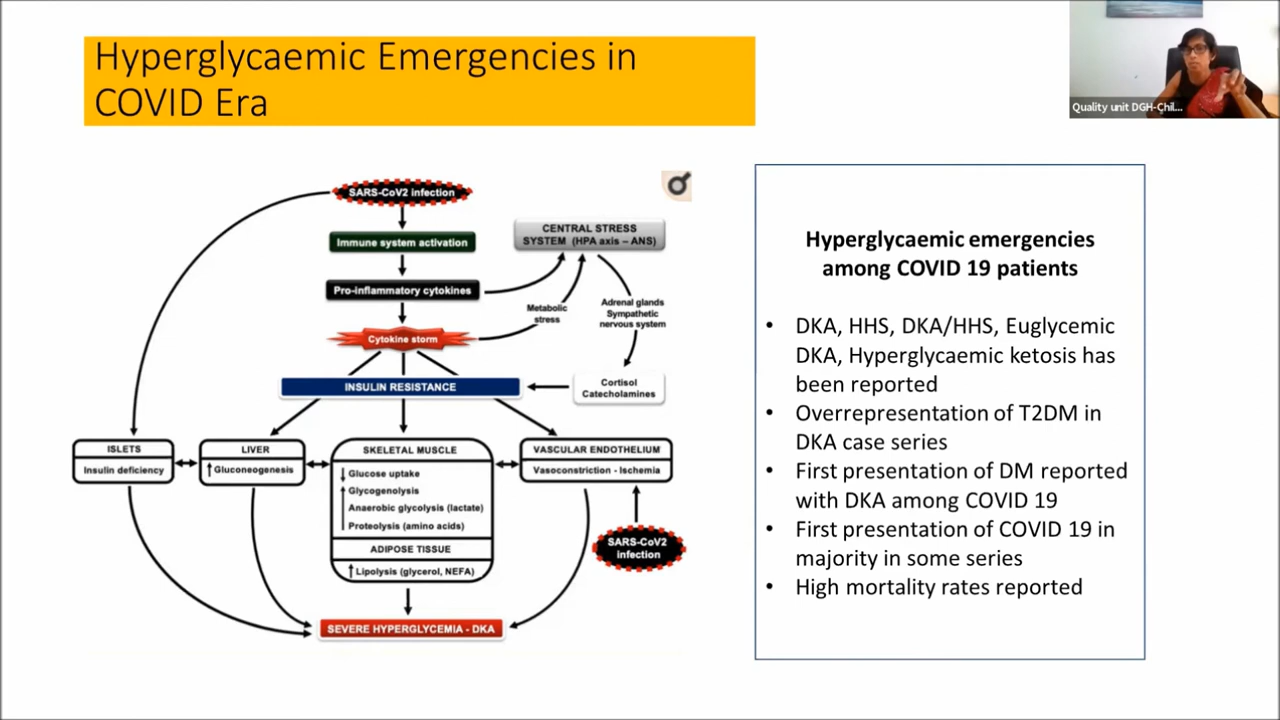 Hyperglycaemic Emergencies in
COVID Era
Quality unit DGH-Chil...
SARS-CoV2 infection
Immune system activation
CENTRAL STRESS
SYSTEM (HPA axis – ANS)
Pro-inflammatory cytokines
Metabolic
stress
Adrenal glands
Sympathetic
nervous system
Cytokine storm
INSULIN RESISTANCE
Cortisol
Catecholamines
ISLETS
Insulin deficiency
LIVER
Gluconeogenesis
SKELETAL MUSCLE
Glucose uptake
Glycogenolysis
Anaerobic glycolysis (lactate)
Proteolysis (amino acids)
ADIPOSE TISSUE
Lipolysis (glycerol, NEFA)
VASCULAR ENDOTHELIUM
Vasoconstriction - Ischemia
SARS-CoV2
infection
SEVERE HYPERGLYCEMIA - DKA
Hyperglycaemic emergencies
among COVID 19 patients
• DKA, HHS, DKA/HHS, Euglycemic
DKA, Hyperglycaemic ketosis has
been reported
• Overrepresentation of T2DM in
DKA case series
• First presentation of DM reported
with DKA among COVID 19
• First presentation of COVID 19 in
majority in some series
• High mortality rates reported